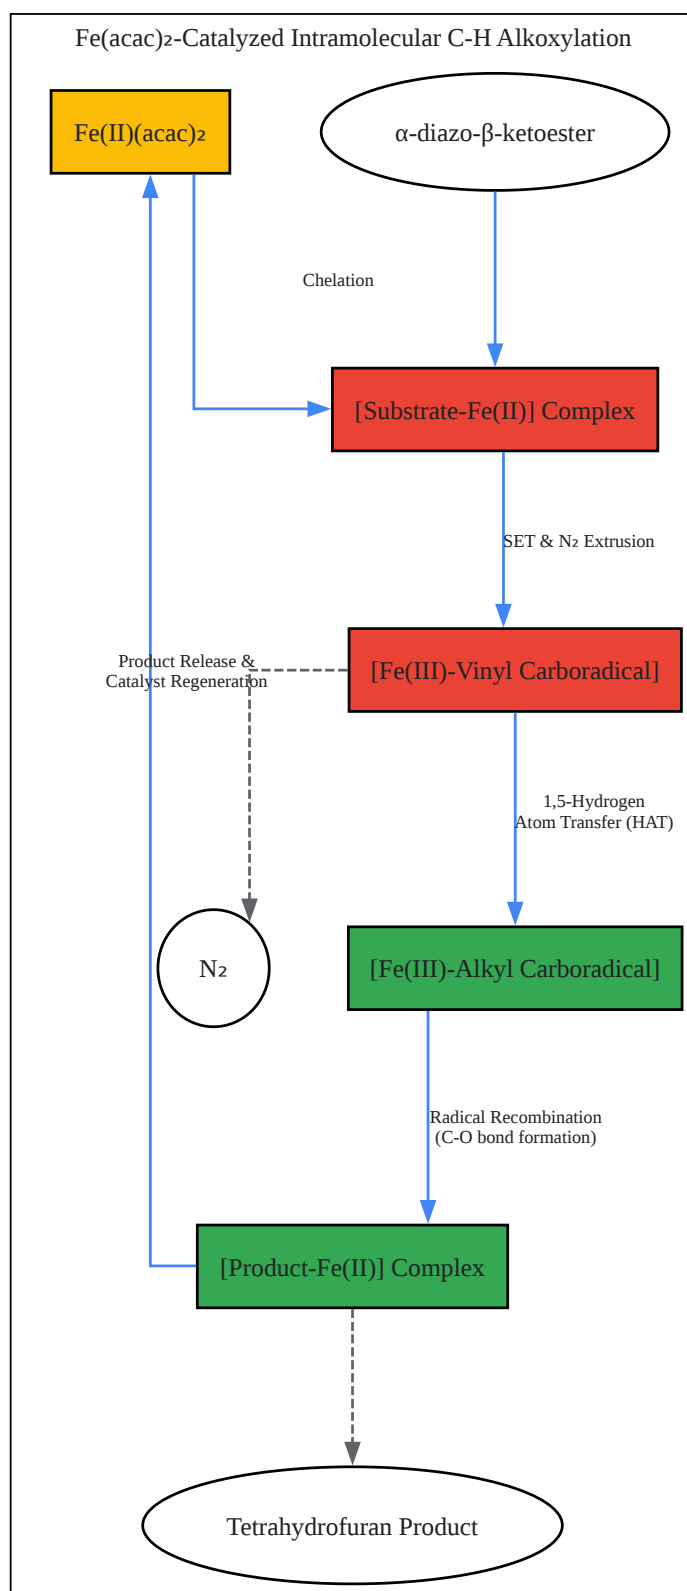 Fe(acac)₂-Catalyzed Intramolecular C-H Alkoxylation
Fe(II)(acac)₂
α-diazo-β-ketoester
Chelation
[Substrate-Fe(II)] Complex
SET & N₂ Extrusion
Product Release &
Catalyst Regeneration
[Fe(III)-Vinyl Carboradical]
1,5-Hydrogen
Atom Transfer (HAT)
N₂
[Fe(III)-Alkyl Carboradical]
Radical Recombination
(C-O bond formation)
[Product-Fe(II)] Complex
Tetrahydrofuran Product